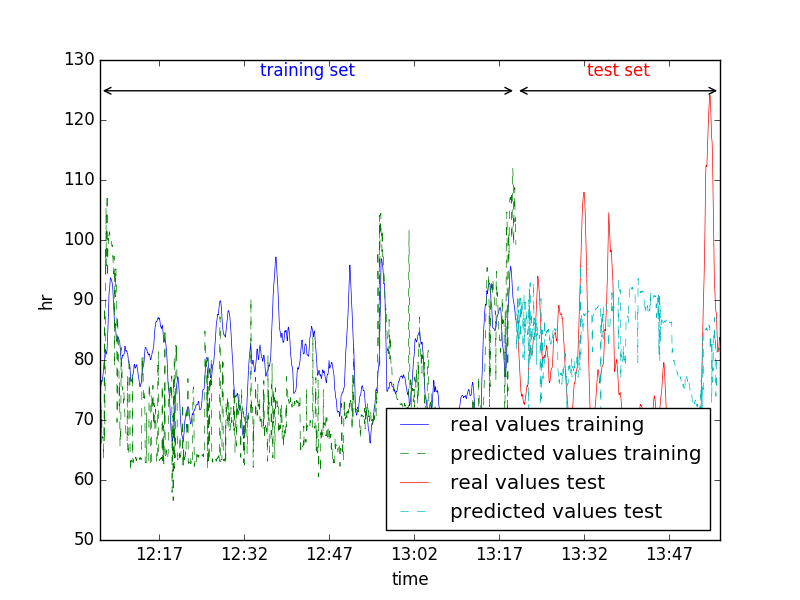 training set
test set
130
120
110
100
90
80
70
60
50
hr
real values training
predicted values training
real values test
predicted values test
12:17 12:32 12:47 13:02 13:17 13:32 13:47
time